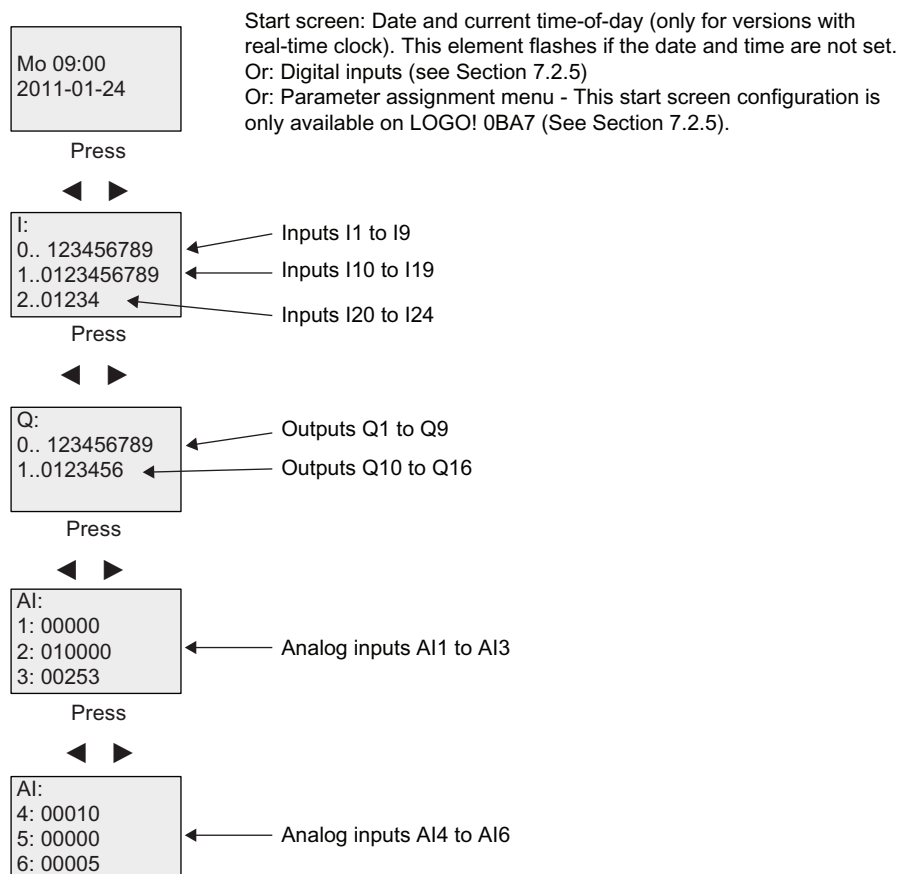 Start screen: Date and current time-of-day (only for versions with
real-time clock). This element flashes if the date and time are not set.
Or: Digital inputs (see Section 7.2.5)
Or: Parameter assignment menu - This start screen configuration is
only available on LOGO! 0BA7 (See Section 7.2.5).
Mo 09:00
2011-01-24
Press
I:
0.. 123456789
1..0123456789
2..01234
Inputs I1 to I9
Inputs I10 to I19
Inputs I20 to I24
Press
Q:
0.. 123456789
1..0123456
Outputs Q1 to Q9
Outputs Q10 to Q16
Press
AI:
1: 00000
2: 010000
3: 00253
Analog inputs AI1 to AI3
Press
AI:
4: 00010
5: 00000
6: 00005
Analog inputs AI4 to AI6